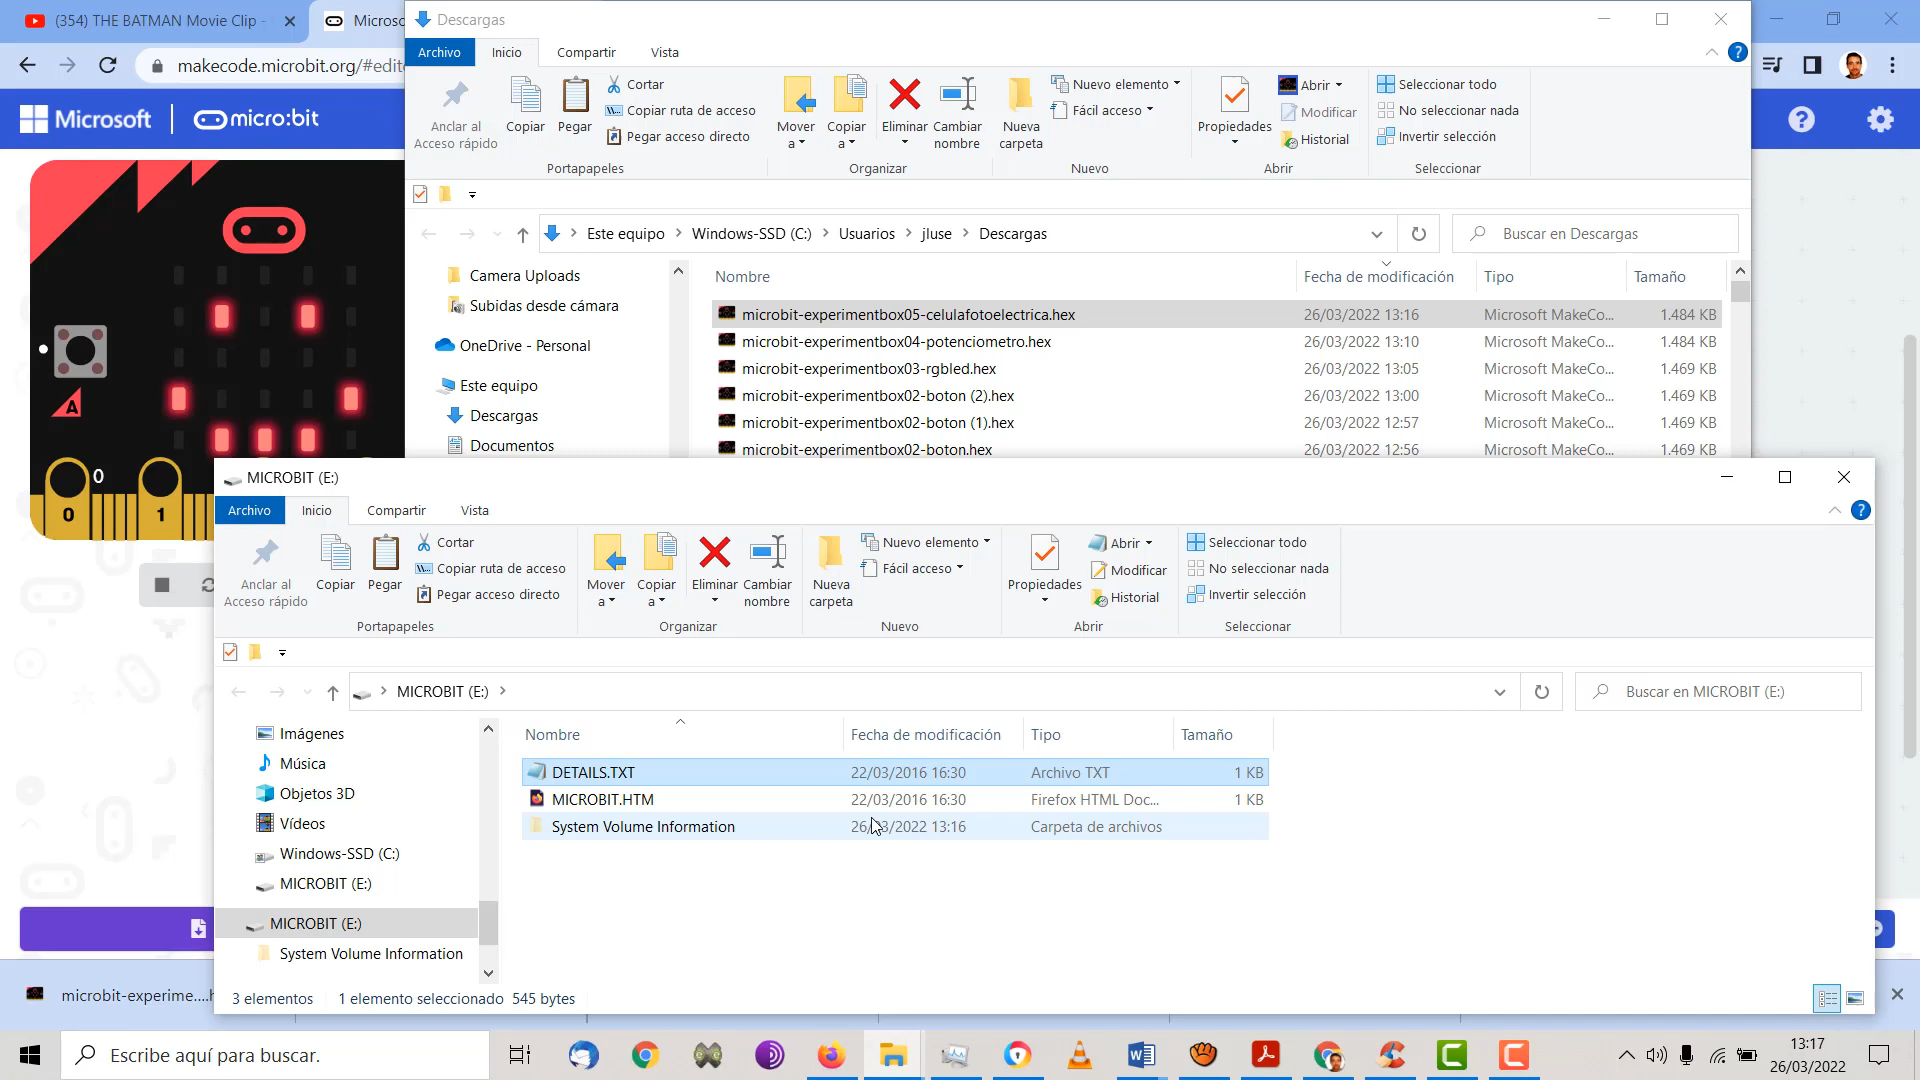 (354) THE BATMAN Movie Clip -
Microsc
makecode.microbit.org/#edit
Microsoft
micro:bit
A
0
0
1
Descargas
Archivo
Inicio
Compartir
Vista
Anclar al
Acceso rápido
Copiar
Pegar
Cortar
Copiar ruta de acceso
Pegar acceso directo
Portapapeles
Mover
a
Copiar
a
Eliminar
Cambiar
nombre
Organizar
Nueva
carpeta
Nuevo elemento
Fácil acceso
Nuevo
Propiedades
Abrir
Modificar
Historial
Abrir
Seleccionar todo
No seleccionar nada
Invertir selección
Seleccionar
Este equipo
Windows-SSD (C:)
Usuarios
jluse
Descargas
Buscar en Descargas
Camera Uploads
Subidas desde cámara
OneDrive - Personal
Este equipo
Descargas
Documentos
Nombre Fecha de modificación Tipo Tamaño
microbit-experimentbox05-celulafotoelectrica.hex 26/03/2022 13:16 Microsoft MakeCo... 1.484 KB
microbit-experimentbox04-potenciometro.hex 26/03/2022 13:10 Microsoft MakeCo... 1.484 KB
microbit-experimentbox03-rgbled.hex 26/03/2022 13:05 Microsoft MakeCo... 1.469 KB
microbit-experimentbox02-boton (2).hex 26/03/2022 13:00 Microsoft MakeCo... 1.469 KB
microbit-experimentbox02-boton (1).hex 26/03/2022 12:57 Microsoft MakeCo... 1.469 KB
microbit-experimentbox02-boton.hex 26/03/2022 12:56 Microsoft MakeCo... 1.469 KB
MICROBIT (E:)
Archivo
Inicio
Compartir
Vista
Anclar al
Acceso rápido
Copiar
Pegar
Cortar
Copiar ruta de acceso
Pegar acceso directo
Portapapeles
Mover
a
Copiar
a
Eliminar
Cambiar
nombre
Organizar
Nueva
carpeta
Nuevo elemento
Fácil acceso
Nuevo
Propiedades
Abrir
Modificar
Historial
Abrir
Seleccionar todo
No seleccionar nada
Invertir selección
Seleccionar
MICROBIT (E:)
Buscar en MICROBIT (E:)
Imágenes
Música
Objetos 3D
Vídeos
Windows-SSD (C:)
MICROBIT (E:)
MICROBIT (E:)
System Volume Information
Nombre Fecha de modificación Tipo Tamaño
DETAILS.TXT 22/03/2016 16:30 Archivo TXT 1 KB
MICROBIT.HTM 22/03/2016 16:30 Firefox HTML Doc... 1 KB
System Volume Information 26/03/2022 13:16 Carpeta de archivos
3 elementos
1 elemento seleccionado 545 bytes
microbit-experime....h
Escribe aquí para buscar.
13:17
26/03/2022